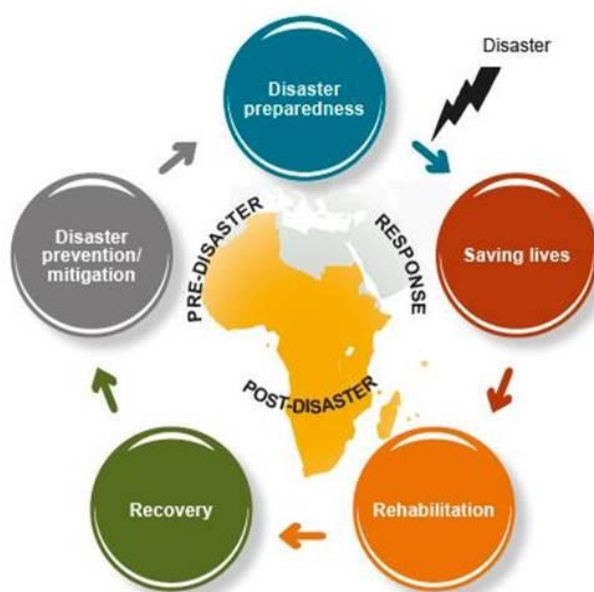 Disaster
Disaster
preparedness
Disaster
prevention/
mitigation
PRE-DISASTER
RESPONSE
Saving lives
POST-DISASTER
Recovery
Rehabilitation